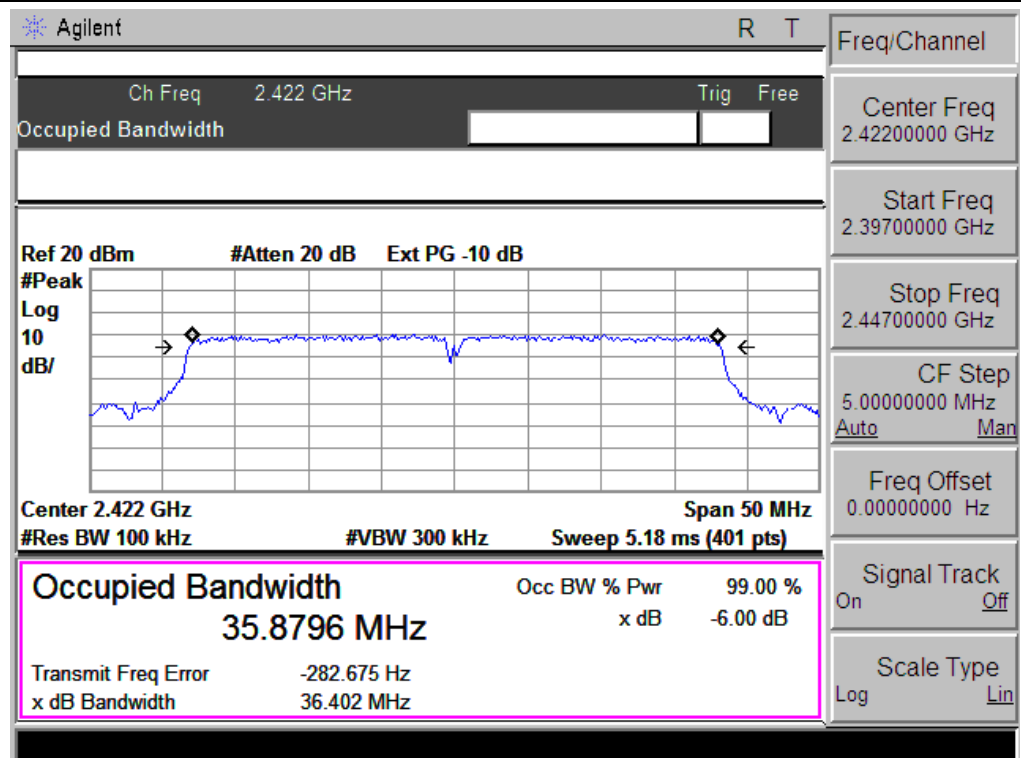 Agilent R T
Ch Freq 2.422 GHz Trig Free
Occupied Bandwidth
Ref 20 dBm #Atten 20 dB Ext PG -10 dB
#Peak
Log
10
dB/
Center 2.422 GHz Span 50 MHz
#Res BW 100 kHz #VBW 300 kHz Sweep 5.18 ms (401 pts)
Occupied Bandwidth Occ BW % Pwr 99.00 %
35.8796 MHz x dB -6.00 dB
Transmit Freq Error -282.675 Hz
x dB Bandwidth 36.402 MHz
Freq/Channel
Center Freq
2.42200000 GHz
Start Freq
2.39700000 GHz
Stop Freq
2.44700000 GHz
CF Step
5.00000000 MHz
Auto Man
Freq Offset
0.00000000 Hz
Signal Track
On Off
Scale Type
Log Lin